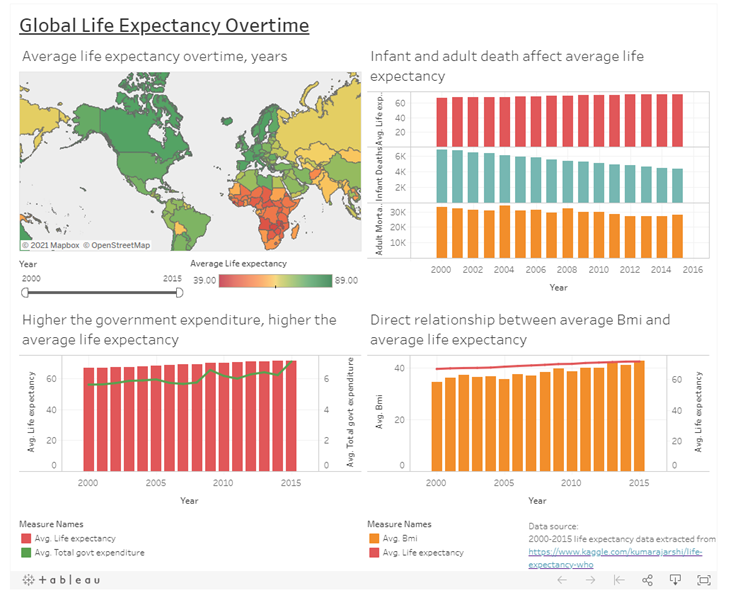 Global Life Expectancy Overtime
Average life expectancy overtime, years
© 2021 Mapbox © OpenStreetMap
Year
2000 2015
Average Life expectancy
39.00 89.00
Infant and adult death affect average life
expectancy
Avg. Life exp..
60
40
20
Infant Deaths
6K
4K
2K
Adult Morta..
30K
20K
10K
2000 2002 2004 2006 2008 2010 2012 2014 2016
Year
Higher the government expenditure, higher the
average life expectancy
Avg. Life expectancy
60
40
20
0
Avg. Total govt expenditure
6
4
2
0
2000 2005 2010 2015
Year
Measure Names
Avg. Life expectancy
Avg. Total govt expenditure
Direct relationship between average Bmi and
average life expectancy
Avg. Bmi
40
20
0
Avg. Life expectancy
60
40
20
0
2000 2005 2010 2015
Year
Measure Names
Avg. Bmi
Avg. Life expectancy
Data source:
2000-2015 life expectancy data extracted from
https://www.kaggle.com/kumarajarshi/life-
expectancy-who
+ a b l e a u